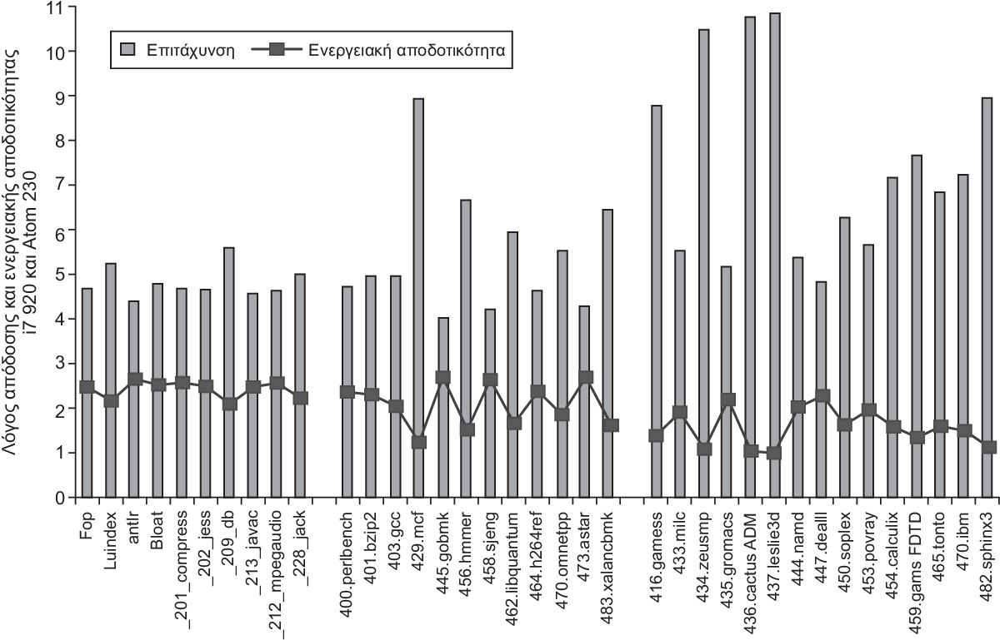 Λόγος απόδοσης και ενεργειακής αποδοτικότητας
i7 920 και Atom 230
11
10
9
8
7
6
5
4
3
2
1
0
Επιτάχυνση
Ενεργειακή αποδοτικότητα
Fop
Luindex
antlr
Bloat
_201_compress
_202_jess
_209_db
_213_javac
_212_mpegaudio
_228_jack
400.perlbench
401.bzip2
403.gcc
429.mcf
445.gobmk
456.hmmer
458.sjeng
462.libquantum
464.h264ref
470.omnetpp
473.astar
483.xalancbmk
416.gamess
433.milc
434.zeusmp
435.gromacs
436.cactus ADM
437.leslie3d
444.namd
447.dealll
450.soplex
453.povray
454.calculix
459.gams FDTD
465.tonto
470.ibm
482.sphinx3